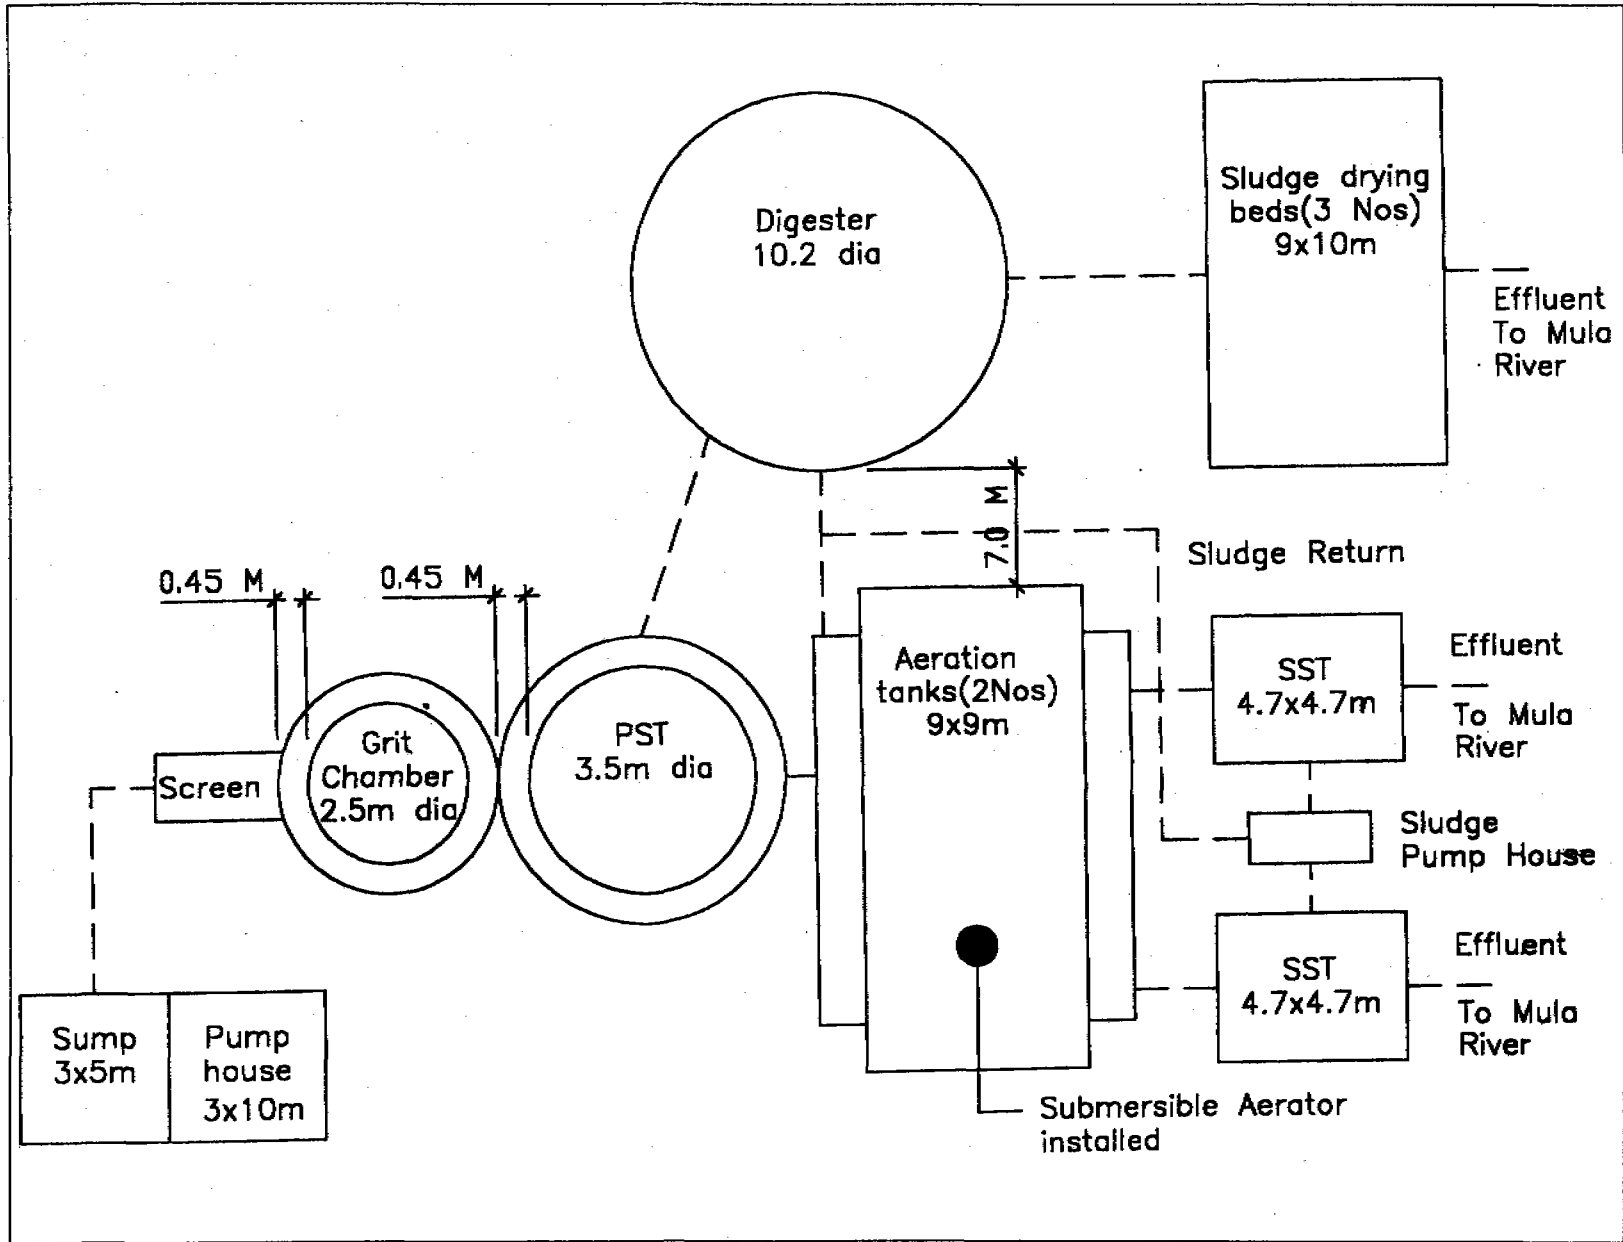 Digester
10.2 dia
Sludge drying
beds(3 Nos)
9x10m
Effluent
To Mula
River
7.0 M
Sludge Return
0.45 M
0.45 M
Screen
Grit
Chamber
2.5m dia
PST
3.5m dia
Aeration
tanks(2Nos)
9x9m
SST
4.7x4.7m
Effluent
To Mula
River
Sludge
Pump House
SST
4.7x4.7m
Effluent
To Mula
River
Sump
3x5m
Pump
house
3x10m
Submersible Aerator
installed